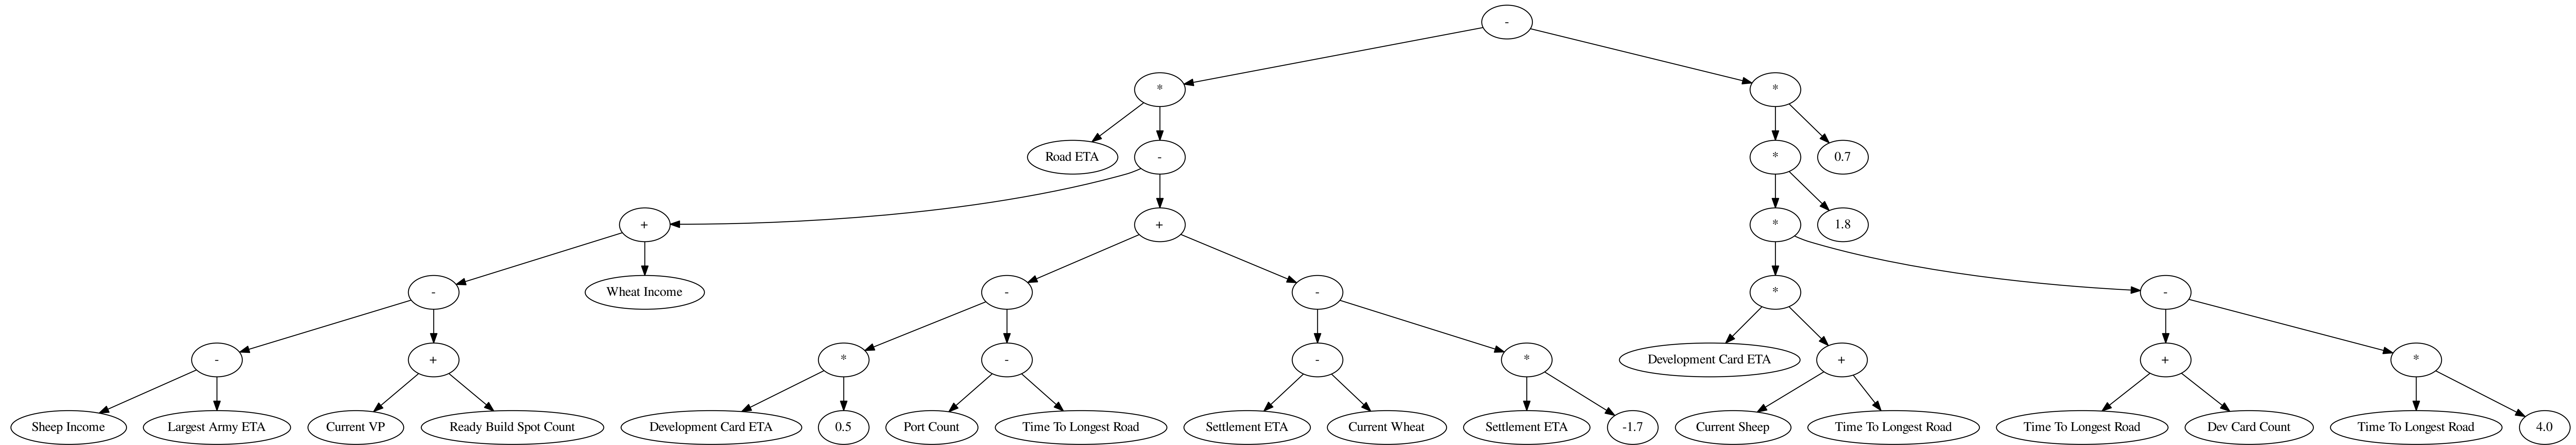 -
*
*
Road ETA
-
*
0.7
+
+
*
1.8
-
Wheat Income
-
-
*
-
-
+
*
-
-
*
Development Card ETA
+
+
*
Sheep Income
Largest Army ETA
Current VP
Ready Build Spot Count
Development Card ETA
0.5
Port Count
Time To Longest Road
Settlement ETA
Current Wheat
Settlement ETA
-1.7
Current Sheep
Time To Longest Road
Time To Longest Road
Dev Card Count
Time To Longest Road
4.0